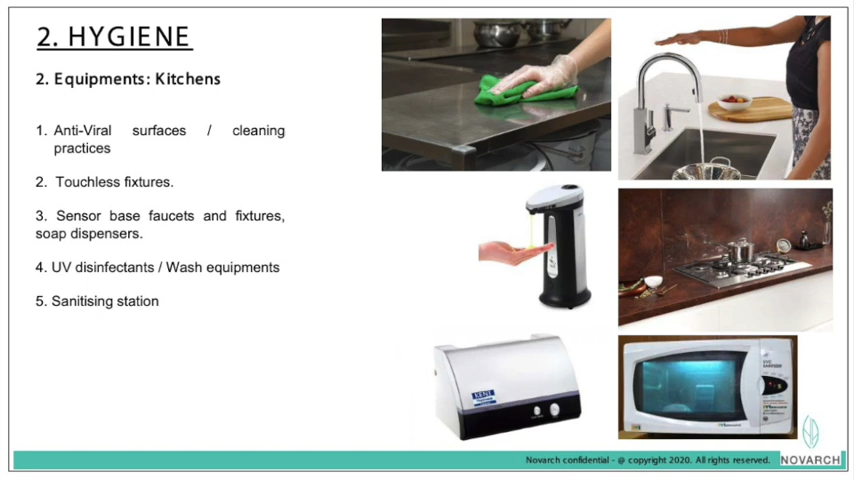 2. HYGIENE
2. Equipments: Kitchens
1. Anti-Viral surfaces / cleaning
practices
2. Touchless fixtures.
3. Sensor base faucets and fixtures,
soap dispensers.
4. UV disinfectants / Wash equipments
5. Sanitising station
KENT
Novarch confidential - @ copyright 2020. All rights reserved.
NOVARCH